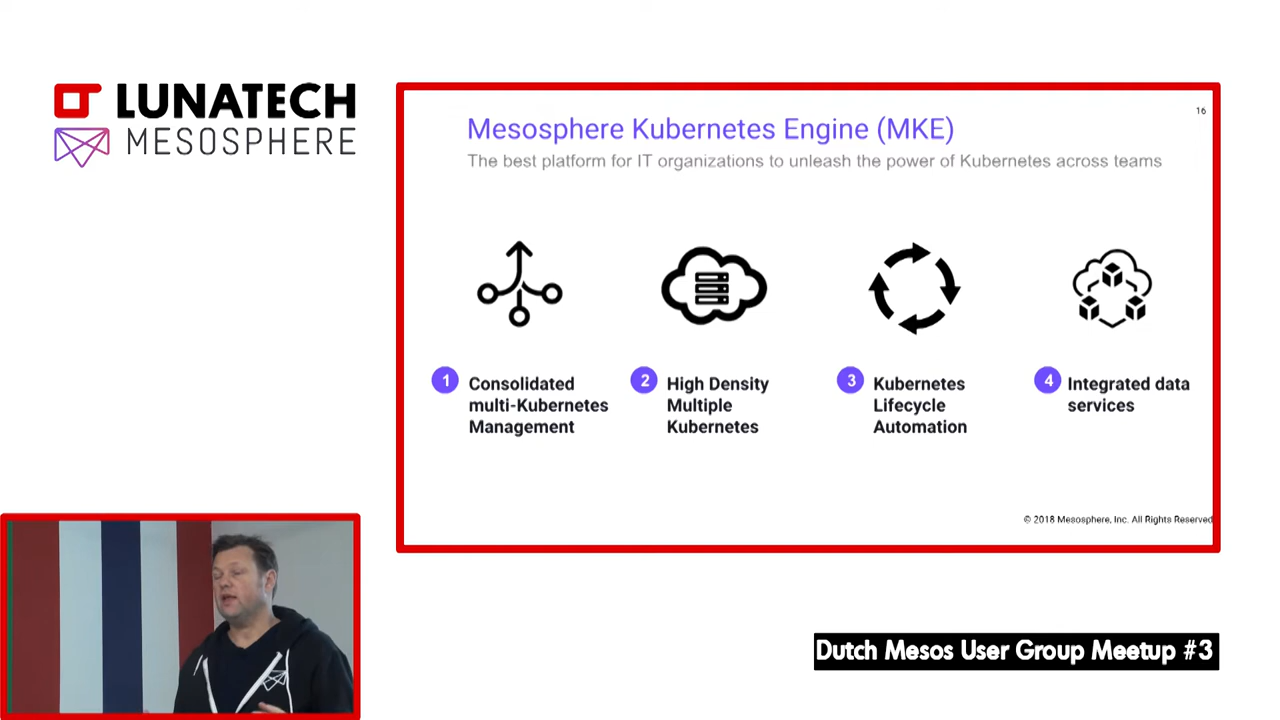 LUNATECH
MESOSPHERE
16
Mesosphere Kubernetes Engine (MKE)
The best platform for IT organizations to unleash the power of Kubernetes across teams
1 Consolidated
multi-Kubernetes
Management
2 High Density
Multiple
Kubernetes
3 Kubernetes
Lifecycle
Automation
4 Integrated data
services
© 2018 Mesosphere, Inc. All Rights Reserved
Dutch Mesos User Group Meetup #3